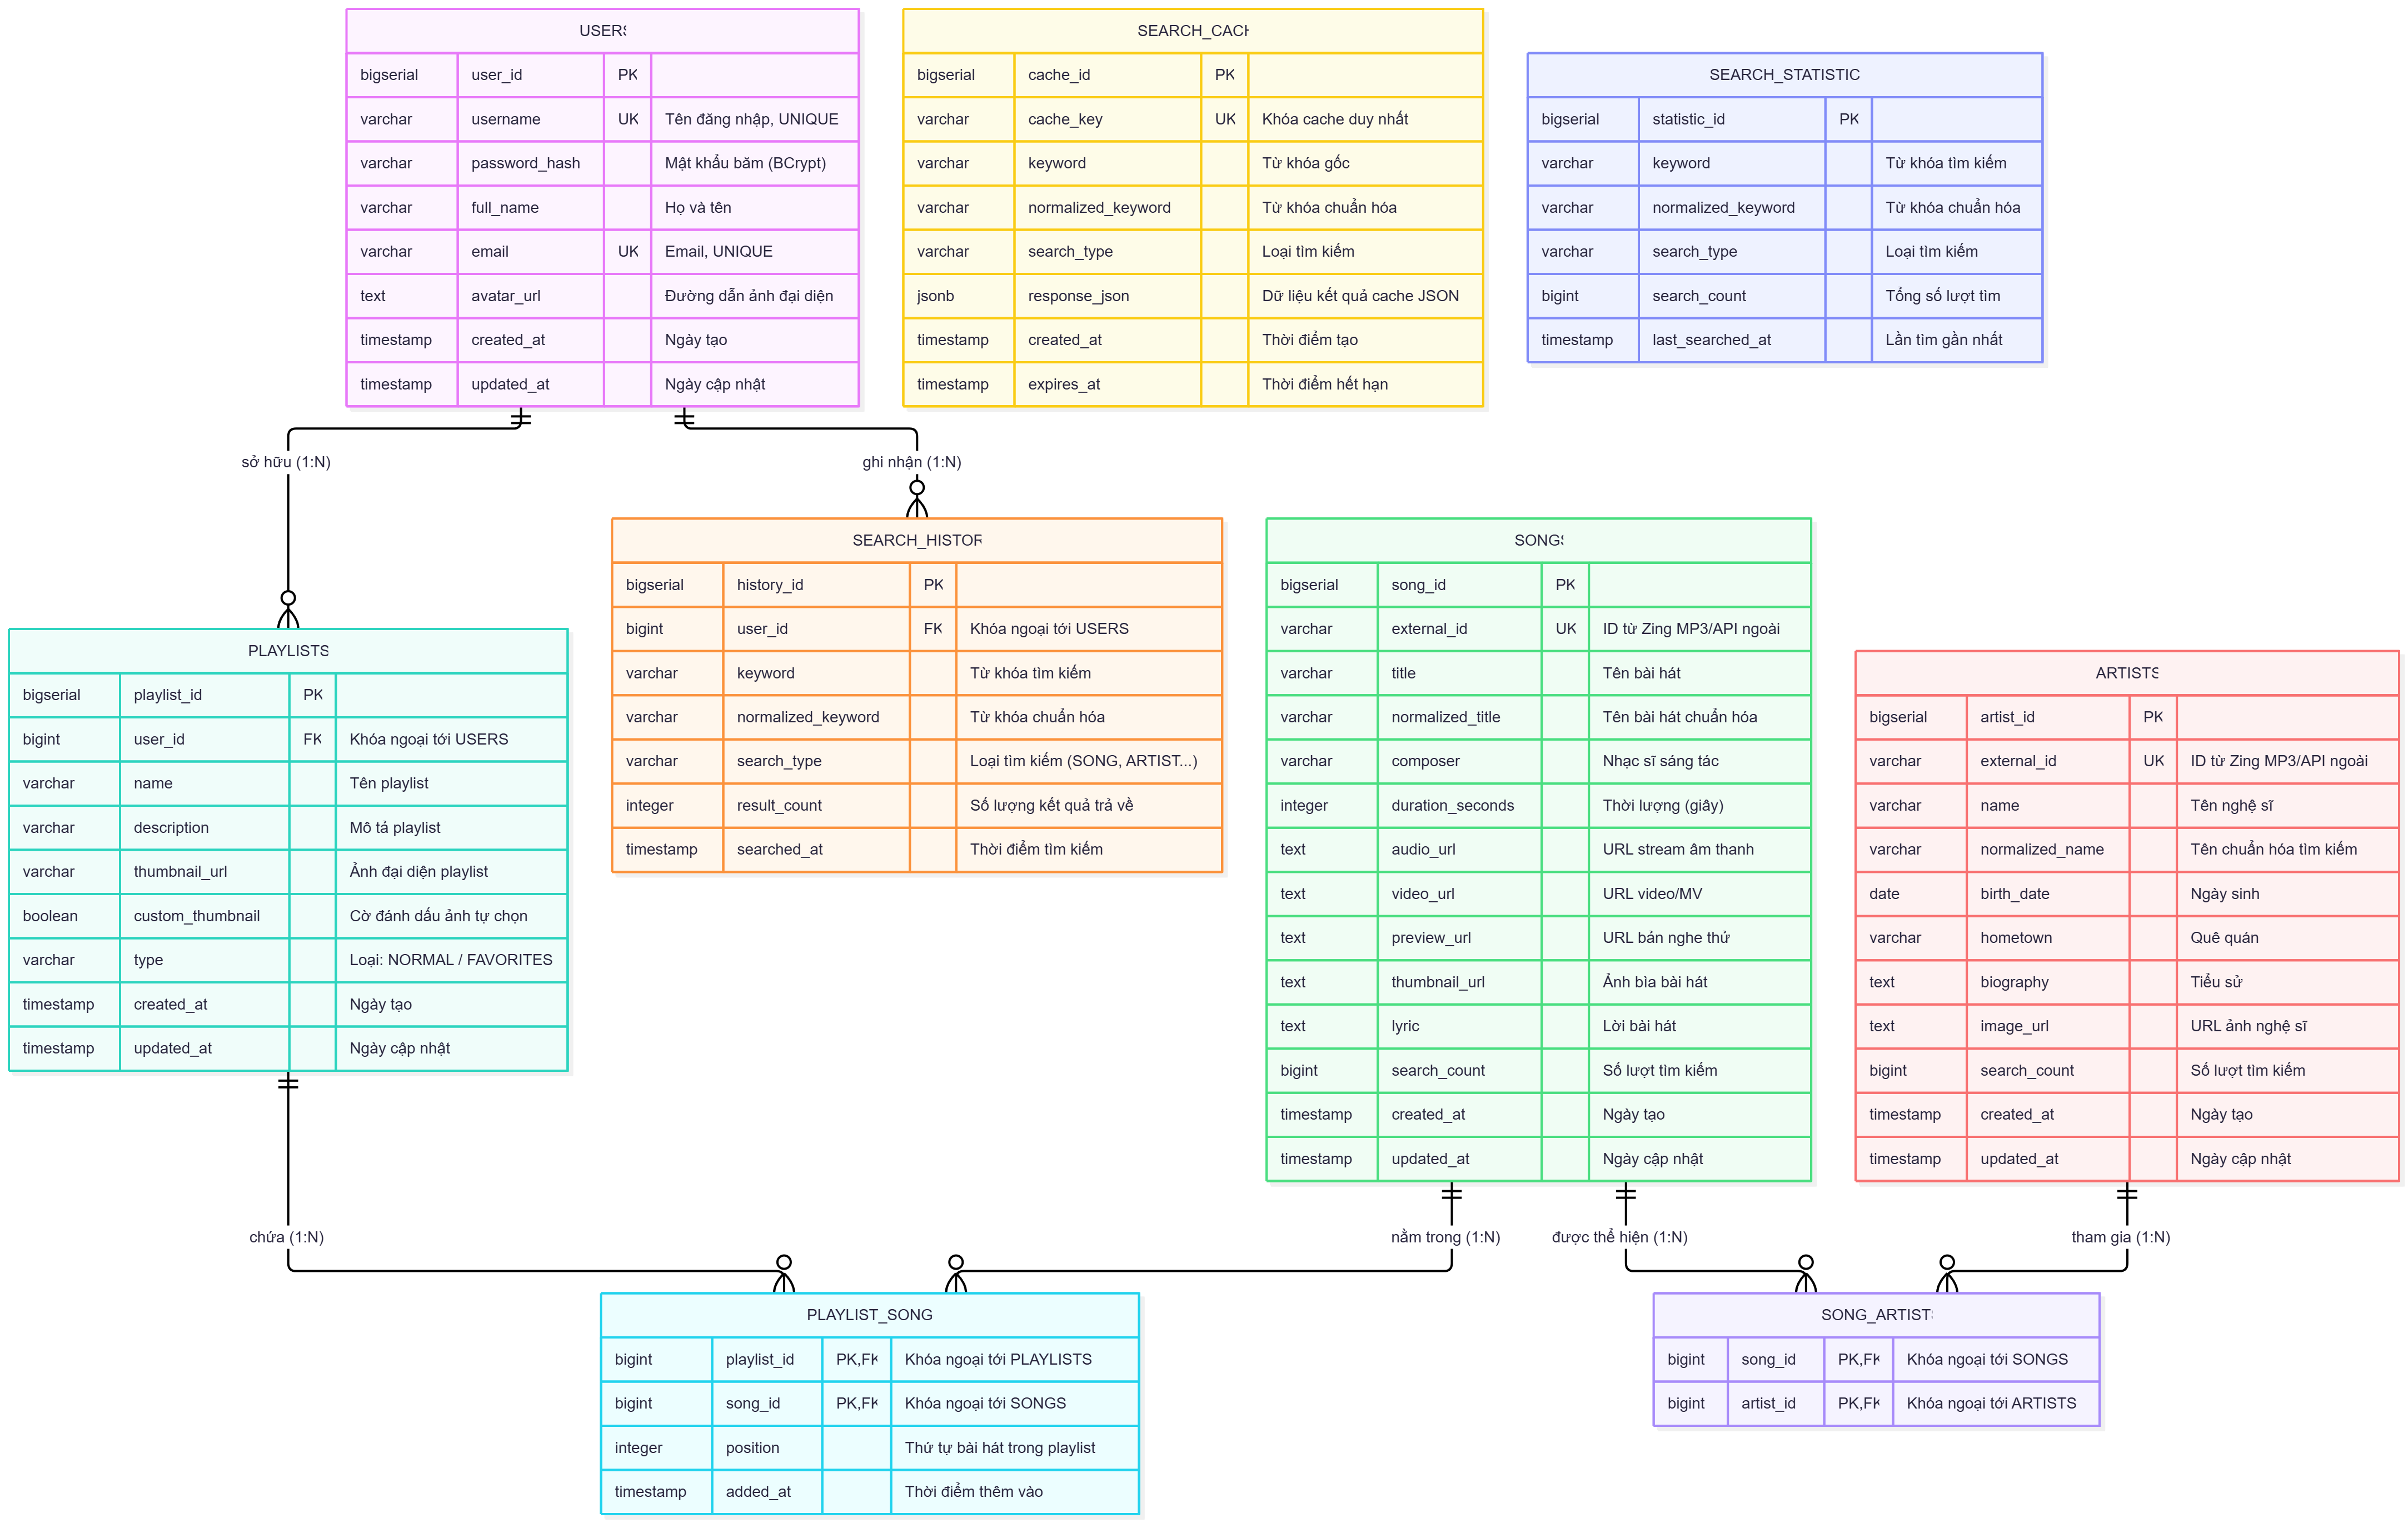 USERS
bigserial user_id PK
varchar username UK Tên đăng nhập, UNIQUE
varchar password_hash Mật khẩu băm (BCrypt)
varchar full_name Họ và tên
varchar email UK Email, UNIQUE
text avatar_url Đường dẫn ảnh đại diện
timestamp created_at Ngày tạo
timestamp updated_at Ngày cập nhật
SEARCH_CACH
bigserial cache_id PK
varchar cache_key UK Khóa cache duy nhất
varchar keyword Từ khóa gốc
varchar normalized_keyword Từ khóa chuẩn hóa
varchar search_type Loại tìm kiếm
jsonb response_json Dữ liệu kết quả cache JSON
timestamp created_at Thời điểm tạo
timestamp expires_at Thời điểm hết hạn
SEARCH_STATISTIC
bigserial statistic_id PK
varchar keyword Từ khóa tìm kiếm
varchar normalized_keyword Từ khóa chuẩn hóa
varchar search_type Loại tìm kiếm
bigint search_count Tổng số lượt tìm
timestamp last_searched_at Lần tìm gần nhất
sở hữu (1:N)
ghi nhận (1:N)
SEARCH_HISTOR
bigserial history_id PK
bigint user_id FK Khóa ngoại tới USERS
varchar keyword Từ khóa tìm kiếm
varchar normalized_keyword Từ khóa chuẩn hóa
varchar search_type Loại tìm kiếm (SONG, ARTIST...)
integer result_count Số lượng kết quả trả về
timestamp searched_at Thời điểm tìm kiếm
SONGS
bigserial song_id PK
varchar external_id UK ID từ Zing MP3/API ngoài
varchar title Tên bài hát
varchar normalized_title Tên bài hát chuẩn hóa
varchar composer Nhạc sĩ sáng tác
integer duration_seconds Thời lượng (giây)
text audio_url URL stream âm thanh
text video_url URL video/MV
text preview_url URL bản nghe thử
text thumbnail_url Ảnh bìa bài hát
text lyric Lời bài hát
bigint search_count Số lượt tìm kiếm
timestamp created_at Ngày tạo
timestamp updated_at Ngày cập nhật
PLAYLISTS
bigserial playlist_id PK
bigint user_id FK Khóa ngoại tới USERS
varchar name Tên playlist
varchar description Mô tả playlist
varchar thumbnail_url Ảnh đại diện playlist
boolean custom_thumbnail Cờ đánh dấu ảnh tự chọn
varchar type Loại: NORMAL / FAVORITES
timestamp created_at Ngày tạo
timestamp updated_at Ngày cập nhật
ARTISTS
bigserial artist_id PK
varchar external_id UK ID từ Zing MP3/API ngoài
varchar name Tên nghệ sĩ
varchar normalized_name Tên chuẩn hóa tìm kiếm
date birth_date Ngày sinh
varchar hometown Quê quán
text biography Tiểu sử
text image_url URL ảnh nghệ sĩ
bigint search_count Số lượt tìm kiếm
timestamp created_at Ngày tạo
timestamp updated_at Ngày cập nhật
chứa (1:N)
nằm trong (1:N)
được thể hiện (1:N)
tham gia (1:N)
PLAYLIST_SONG
bigint playlist_id PK,FK Khóa ngoại tới PLAYLISTS
bigint song_id PK,FK Khóa ngoại tới SONGS
integer position Thứ tự bài hát trong playlist
timestamp added_at Thời điểm thêm vào
SONG_ARTISTS
bigint song_id PK,FK Khóa ngoại tới SONGS
bigint artist_id PK,FK Khóa ngoại tới ARTISTS